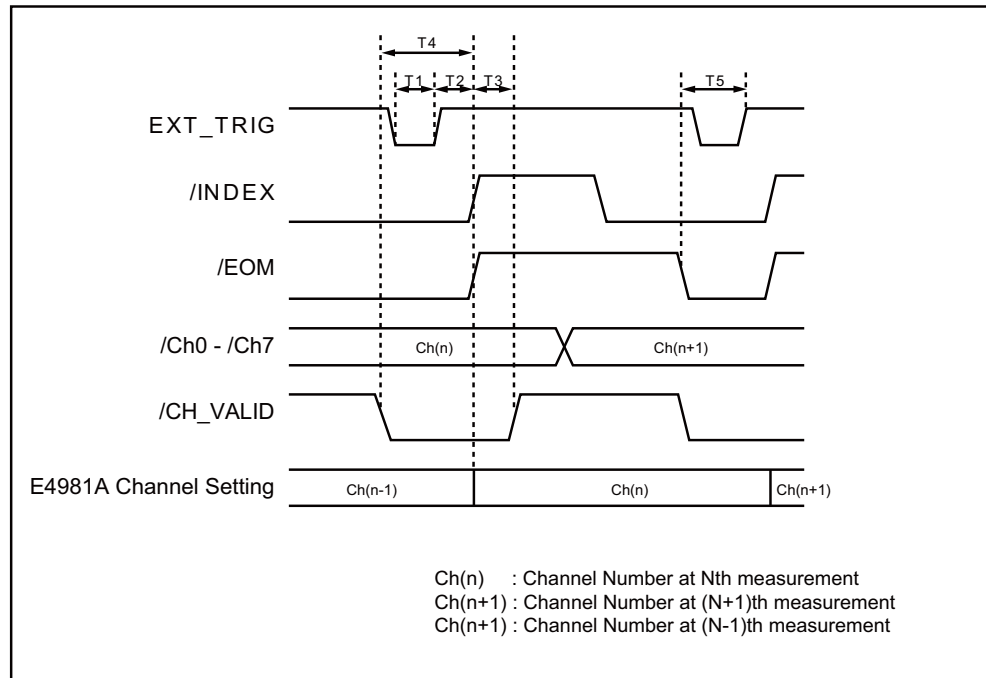 T4
T1 T2 T3 T5
EXT_TRIG
/INDEX
/EOM
/Ch0 - /Ch7 Ch(n) Ch(n+1)
/CH_VALID
E4981A Channel Setting Ch(n-1) Ch(n) Ch(n+1)
Ch(n) : Channel Number at Nth measurement
Ch(n+1) : Channel Number at (N+1)th measurement
Ch(n+1) : Channel Number at (N-1)th measurement